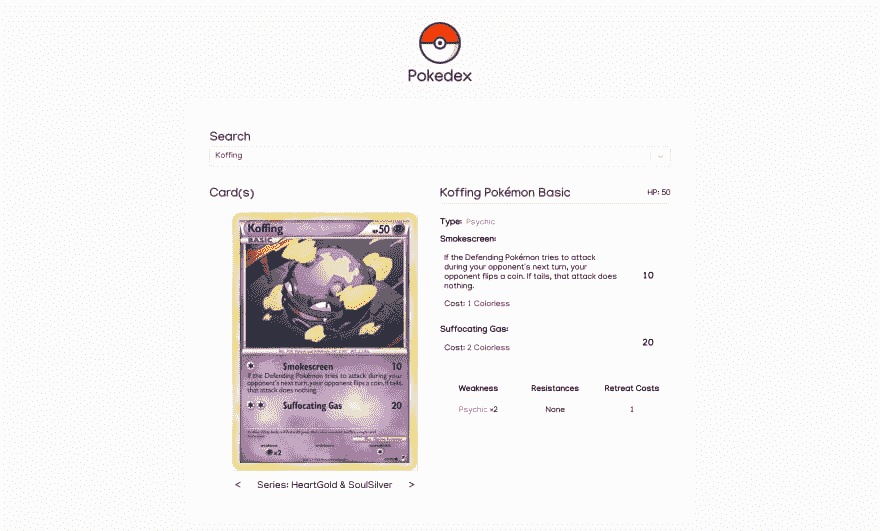 Pokedex
Search
Koffing
Card(s)
Koffing
HP 50
BASIC
Smokescreen 10
If the Defending Pokémon tries to attack during your
opponent's next turn, your opponent flips a coin. If tails,
that attack does nothing.
Suffocating Gas 20
×2
< Series: HeartGold & SoulSilver >
Koffing Pokémon Basic HP: 50
Type: Psychic
Smokescreen:
If the Defending Pokémon tries to attack
during your opponent's next turn, your
opponent flips a coin. If tails, that attack does
nothing.
10
Cost: 1 Colorless
Suffocating Gas:
Cost: 2 Colorless
20
Weakness Resistances Retreat Costs
Psychic ×2 None 1